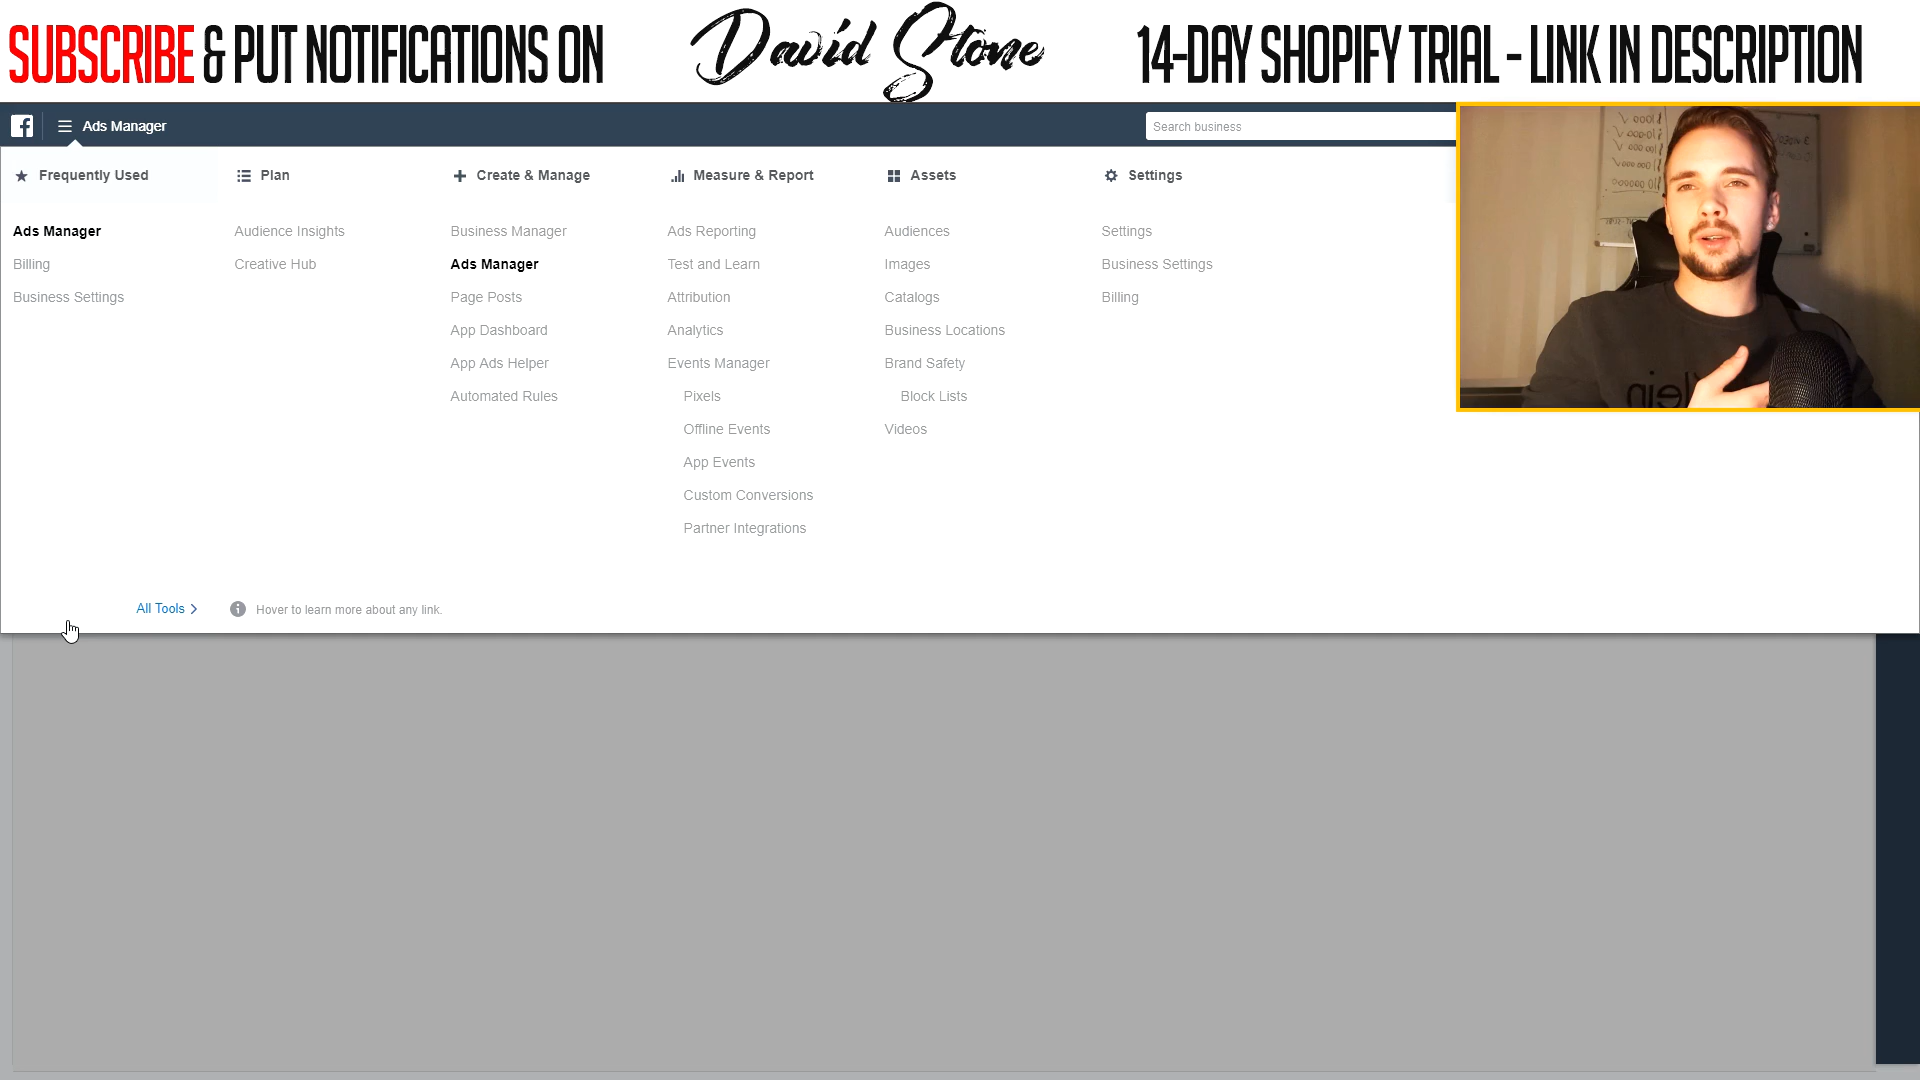 SUBSCRIBE & PUT NOTIFICATIONS ON
David Stone
14-DAY SHOPIFY TRIAL - LINK IN DESCRIPTION
Ads Manager
Search business
Frequently Used
Ads Manager
Billing
Business Settings
Plan
Audience Insights
Creative Hub
Create & Manage
Business Manager
Ads Manager
Page Posts
App Dashboard
App Ads Helper
Automated Rules
Measure & Report
Ads Reporting
Test and Learn
Attribution
Analytics
Events Manager
Pixels
Offline Events
App Events
Custom Conversions
Partner Integrations
Assets
Audiences
Images
Catalogs
Business Locations
Brand Safety
Block Lists
Videos
Settings
Settings
Business Settings
Billing
All Tools
Hover to learn more about any link.